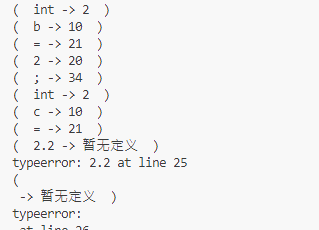 (  int -> 2  )
(  b -> 10  )
(  = -> 21  )
(  2 -> 20  )
(  ; -> 34  )
(  int -> 2  )
(  c -> 10  )
(  = -> 21  )
(  2.2 -> 暂无定义  )
typeerror: 2.2 at line 25
(
 -> 暂无定义  )
typeerror:
 at line 26